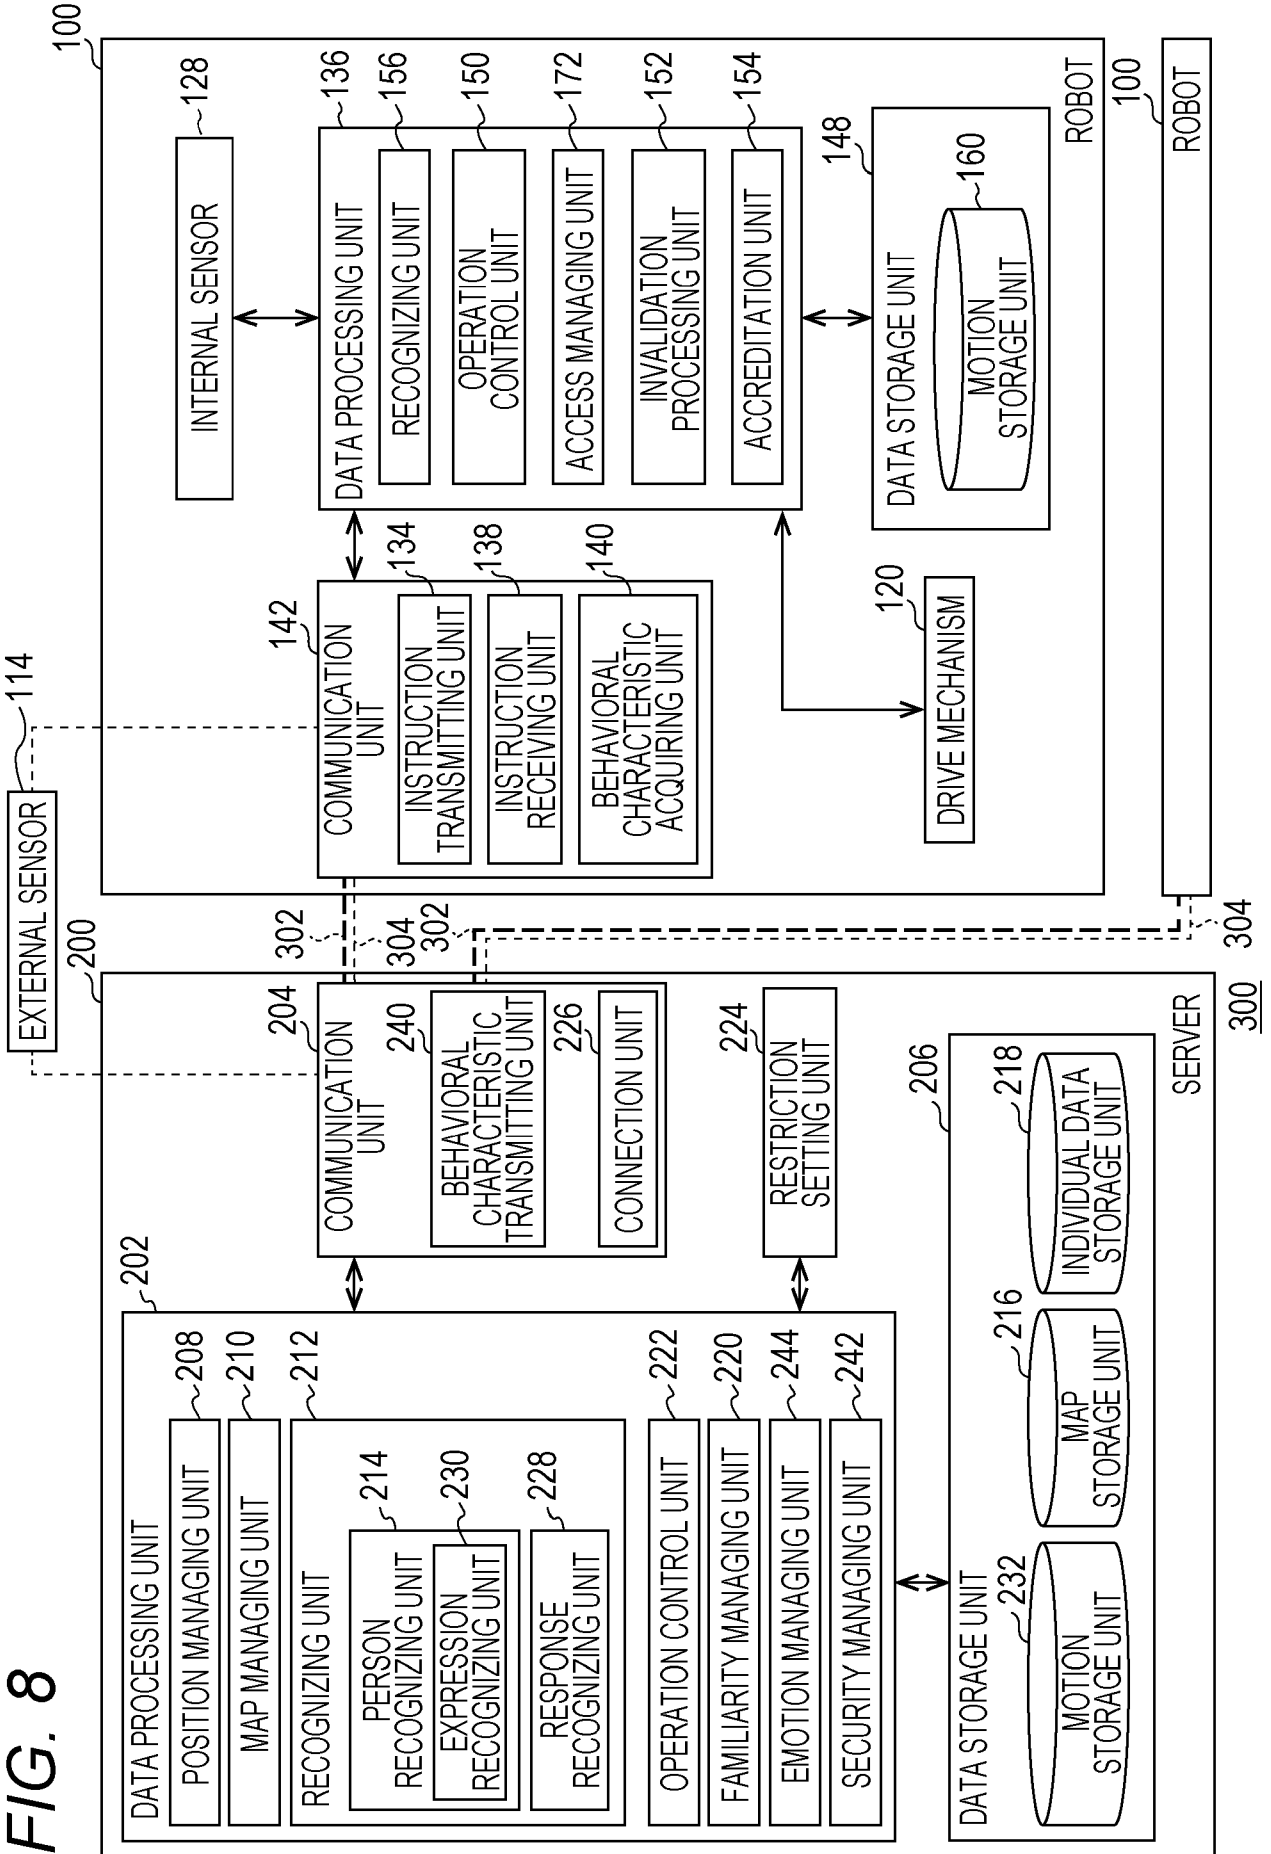 FIG. 8
300
EXTERNAL SENSOR
114
200
SERVER
202
DATA PROCESSING UNIT
208
POSITION MANAGING UNIT
210
MAP MANAGING UNIT
212
RECOGNIZING UNIT
214
PERSON
RECOGNIZING UNIT
230
EXPRESSION
RECOGNIZING UNIT
228
RESPONSE
RECOGNIZING UNIT
222
OPERATION CONTROL UNIT
220
FAMILIARITY MANAGING UNIT
244
EMOTION MANAGING UNIT
242
SECURITY MANAGING UNIT
204
COMMUNICATION
UNIT
240
BEHAVIORAL
CHARACTERISTIC
TRANSMITTING UNIT
226
CONNECTION UNIT
224
RESTRICTION
SETTING UNIT
206
DATA STORAGE UNIT
232
MOTION
STORAGE UNIT
216
MAP
STORAGE UNIT
218
INDIVIDUAL DATA
STORAGE UNIT
302
304
302
304
100
ROBOT
142
COMMUNICATION
UNIT
134
INSTRUCTION
TRANSMITTING UNIT
138
INSTRUCTION
RECEIVING UNIT
140
BEHAVIORAL
CHARACTERISTIC
ACQUIRING UNIT
120
DRIVE MECHANISM
128
INTERNAL SENSOR
136
DATA PROCESSING UNIT
156
RECOGNIZING UNIT
150
OPERATION
CONTROL UNIT
172
ACCESS MANAGING UNIT
152
INVALIDATION
PROCESSING UNIT
154
ACCREDITATION UNIT
148
DATA STORAGE UNIT
160
MOTION
STORAGE UNIT
100
ROBOT